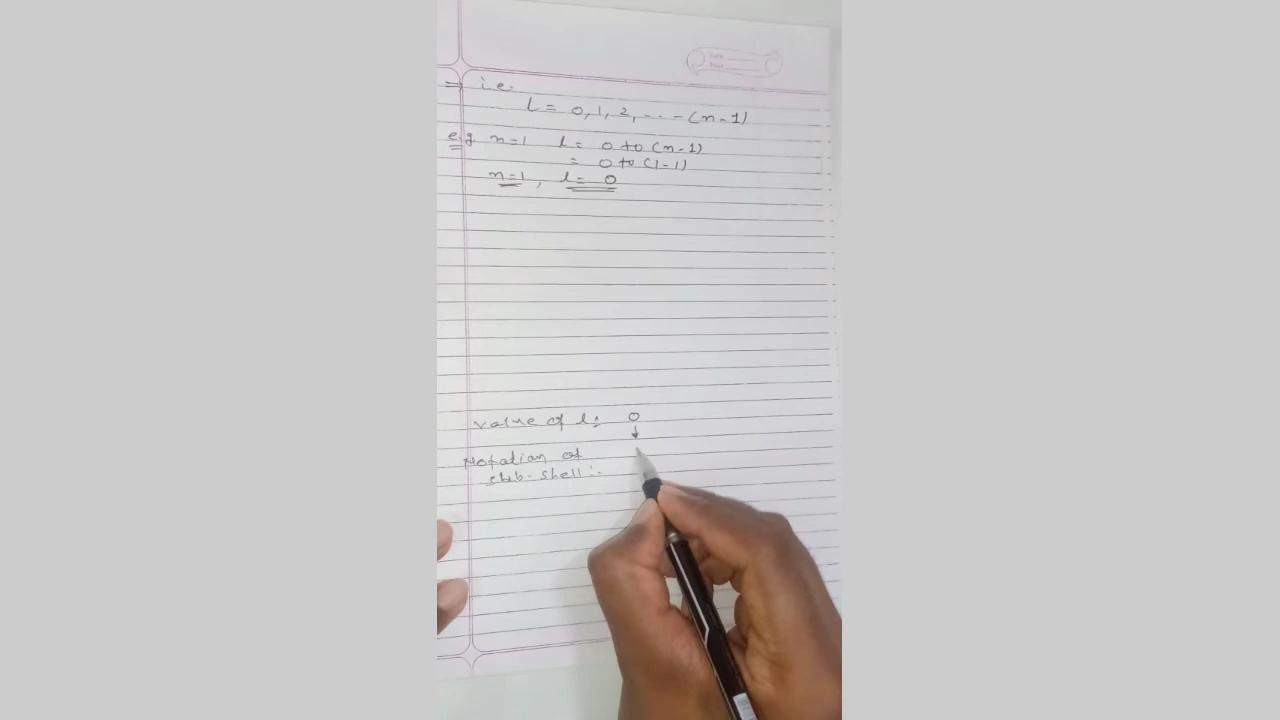 ⇒ i.e.
l = 0, 1, 2, .... - (n-1)
e.g. n=1 l = 0 to (n-1)
= 0 to (1-1)
n=1, l = 0
value of l: 0
↓
Notation of
sub-shell :-